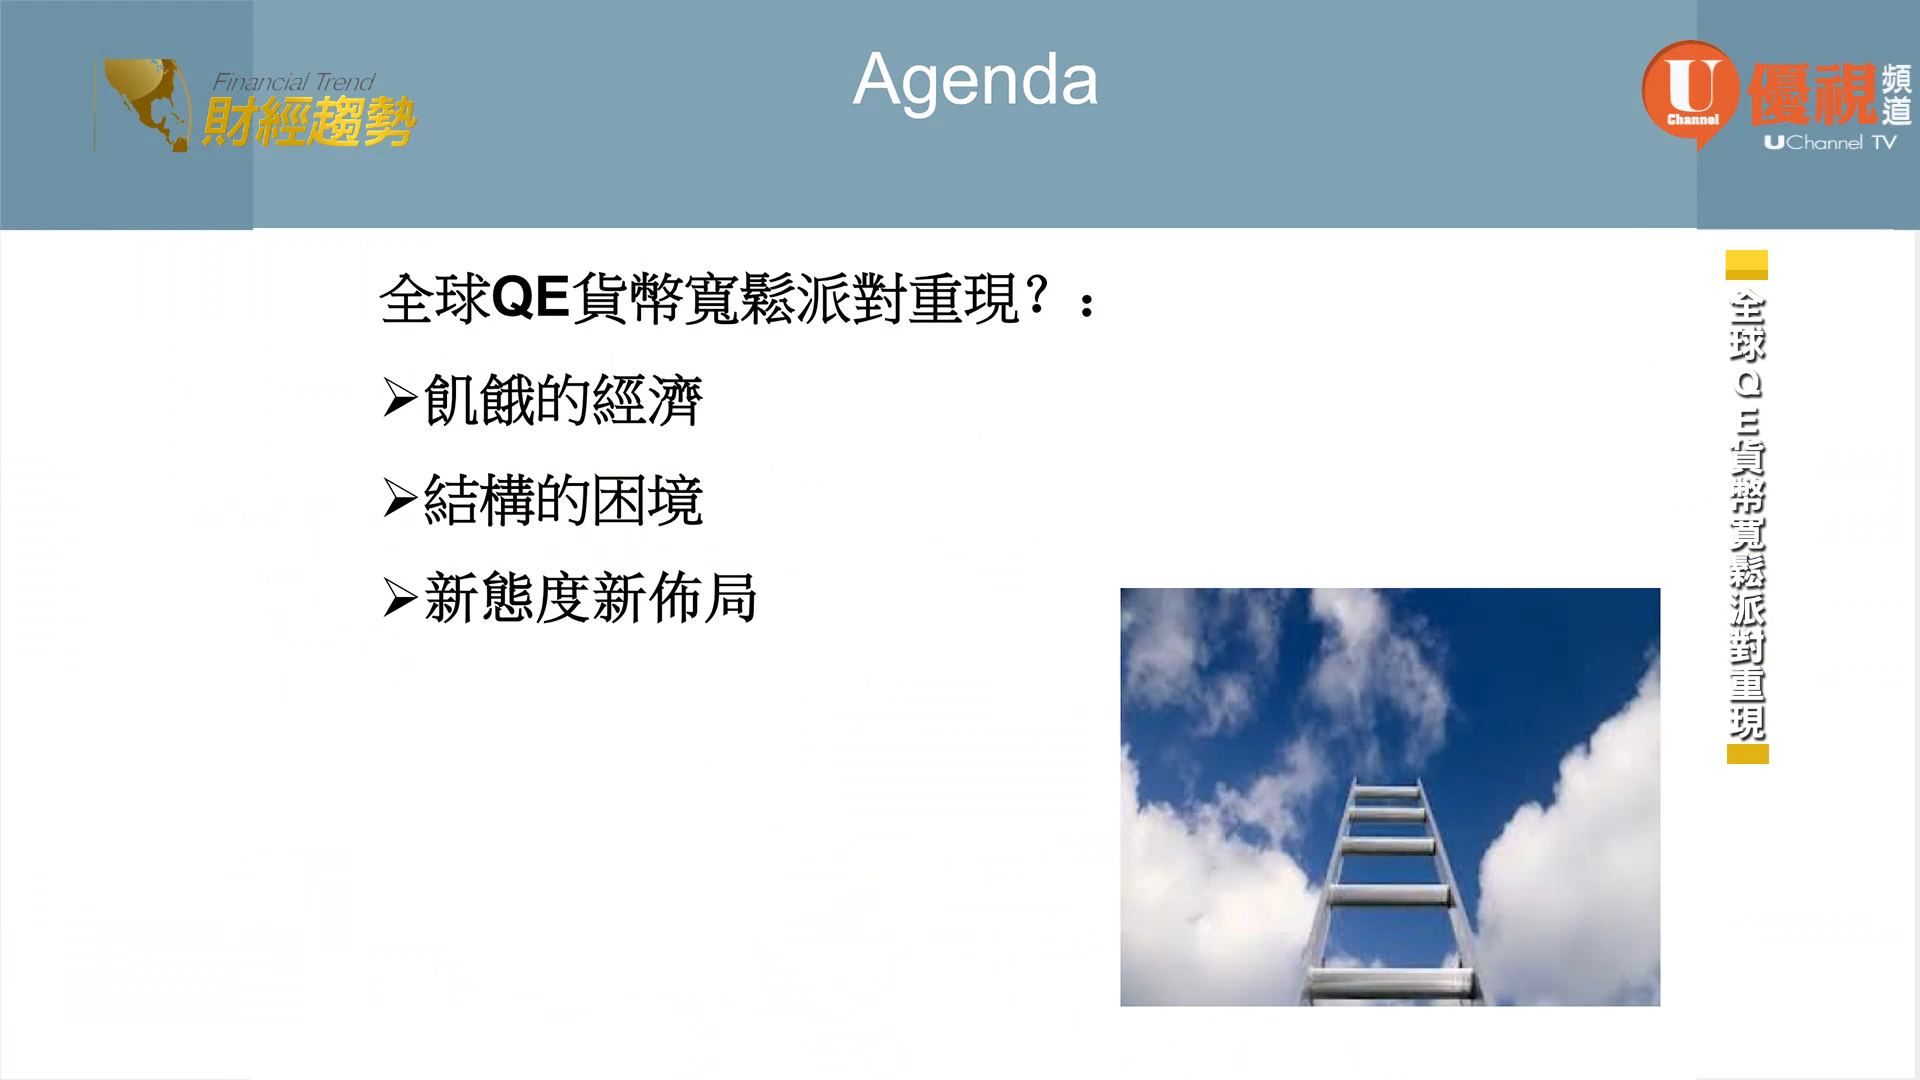 Agenda
Financial Trend
財經趨勢
U
Channel
優視
頻道
UChannel TV
全球QE貨幣寬鬆派對重現？：
➢飢餓的經濟
➢結構的困境
➢新態度新佈局
全球QE貨幣寬鬆派對重現